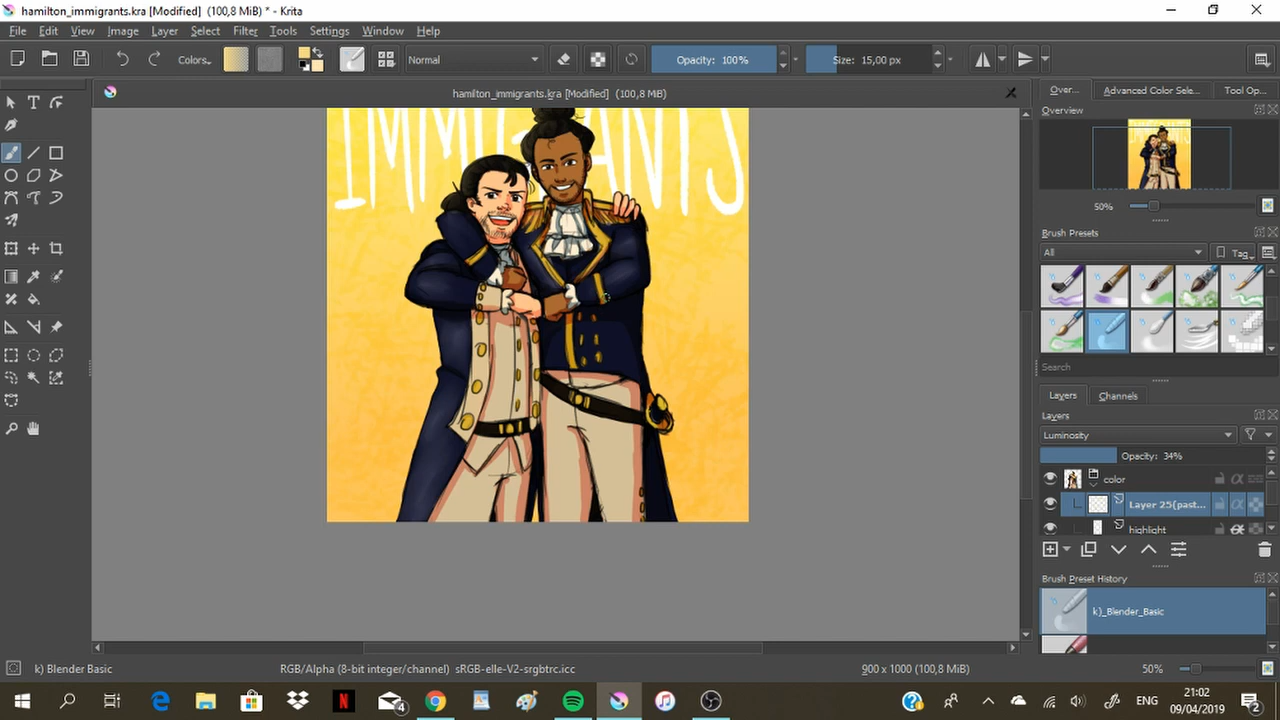 hamilton_immigrants.kra [Modified] (100,8 MiB) * - Krita
File Edit View Image Layer Select Filter Tools Settings Window Help
Colors.. Normal Opacity: 100% Size: 15,00 px
hamilton_immigrants.kra [Modified] (100,8 MiB)
Over... Advanced Color Sele... Tool Op...
Overview
50%
Brush Presets
All Tag
Search
Layers Channels
Layers
Luminosity
Opacity: 34%
color
Layer 25(past...
highlight
Brush Preset History
k)_Blender_Basic
IMMIGRANTS
k) Blender Basic RGB/Alpha (8-bit integer/channel) sRGB-elle-V2-srgbtrc.icc 900 x 1000 (100,8 MiB) 50%
4 ENG 21:02
09/04/2019 2